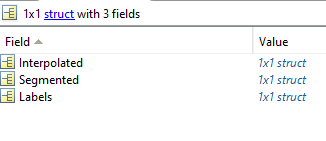 1x1 struct with 3 fields
Field Value
Interpolated 1x1 struct
Segmented 1x1 struct
Labels 1x1 struct